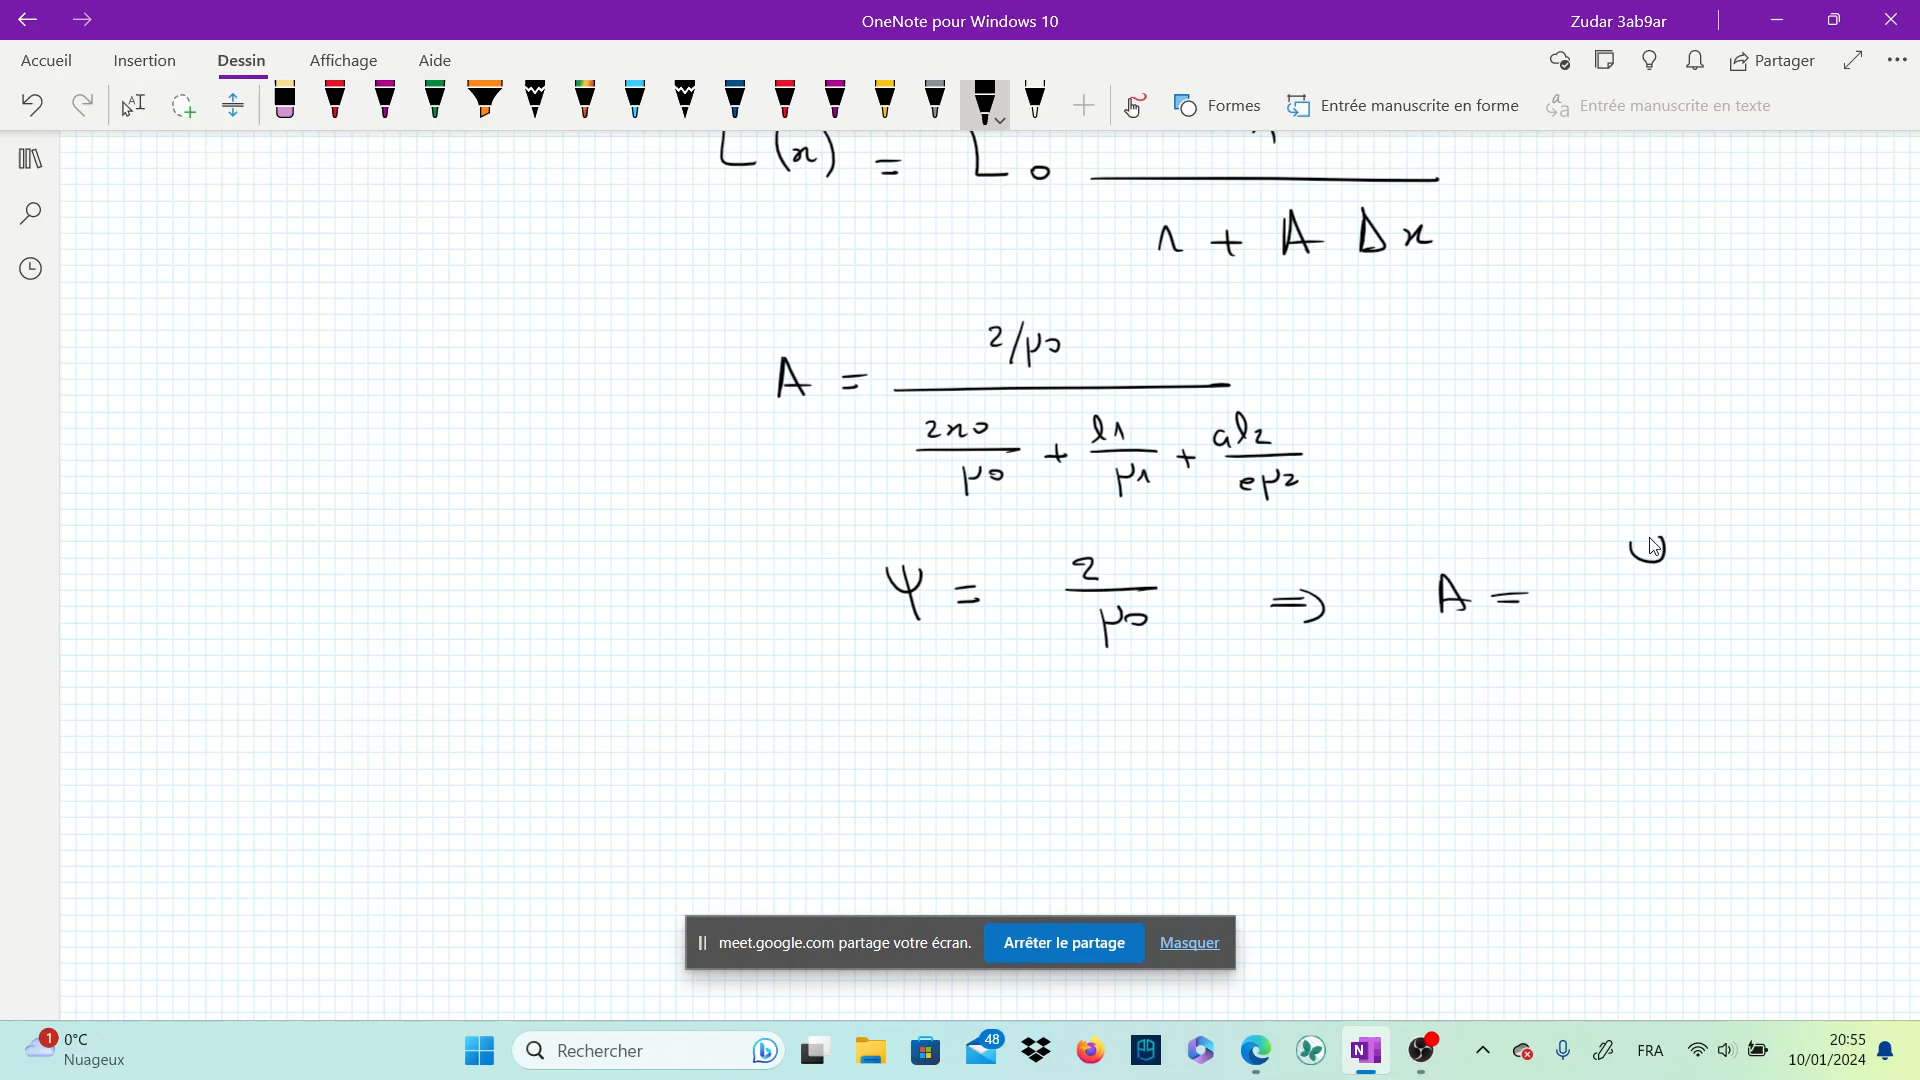 OneNote pour Windows 10
Zudar 3ab9ar
Accueil Insertion Dessin Affichage Aide
Partager
Formes Entrée manuscrite en forme Entrée manuscrite en texte
L(x) = L0
1 + A Δx
A = 2/μ0
2x0/μ0 + l1/μ1 + al2/eμ2
Ψ = 2/μ0 ⇒ A =
meet.google.com partage votre écran. Arrêter le partage Masquer
1 0°C
Nuageux
Rechercher
48
FRA
20:55
10/01/2024